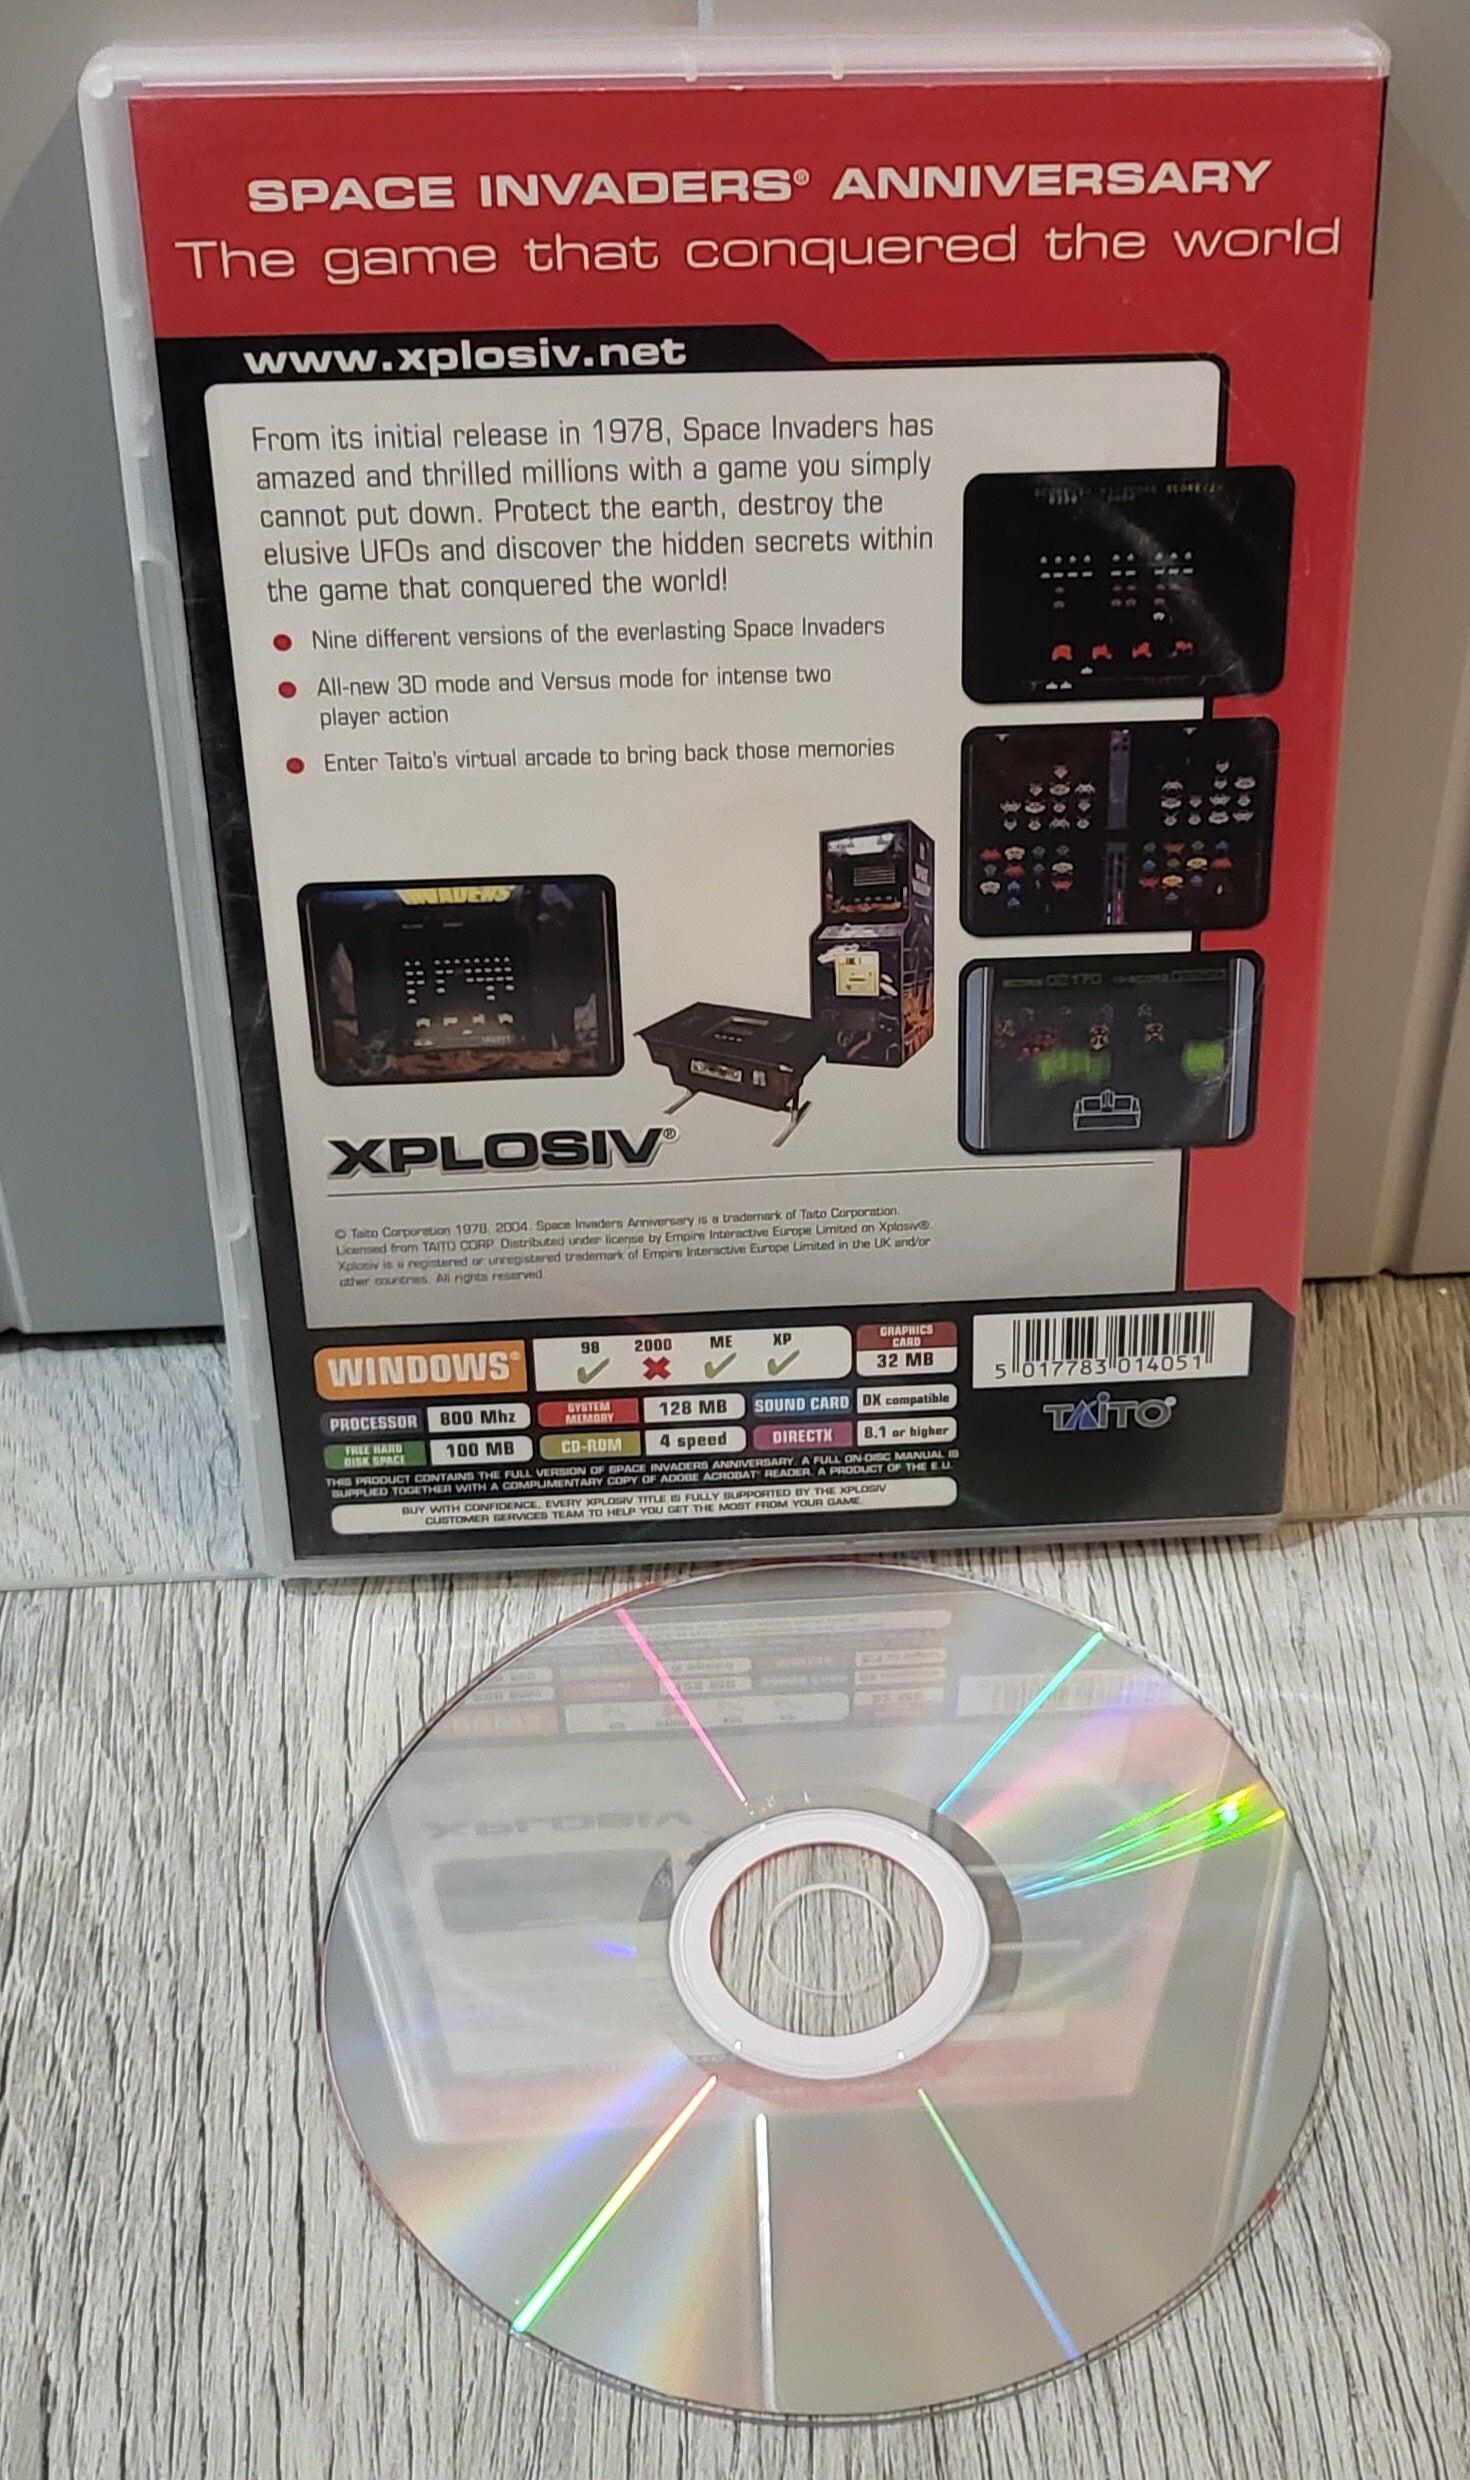 SPACE INVADERS® ANNIVERSARY
The game that conquered the world
www.xplosiv.net
From its initial release in 1978, Space Invaders has
amazed and thrilled millions with a game you simply
cannot put down. Protect the earth, destroy the
elusive UFOs and discover the hidden secrets within
the game that conquered the world!
Nine different versions of the everlasting Space Invaders
All-new 3D mode and Versus mode for intense two
player action
Enter Taito's virtual arcade to bring back those memories
INVADERS
XPLOSIV®
© Taito Corporation 1978, 2004. Space Invaders Anniversary is a trademark of Taito Corporation.
Licensed from TAITO CORP. Distributed under license by Empire Interactive Europe Limited on Xplosiv®.
Xplosiv is a registered or unregistered trademark of Empire Interactive Europe Limited in the UK and/or
other countries. All rights reserved.
WINDOWS®
98 2000 ME XP
GRAPHICS
CARD
32 MB
PROCESSOR 800 Mhz
SYSTEM
MEMORY
128 MB
SOUND CARD DX compatible
FREE HARD
DISK SPACE
100 MB
CD-ROM 4 speed
DIRECTX 8.1 or higher
THIS PRODUCT CONTAINS THE FULL VERSION OF SPACE INVADERS ANNIVERSARY. A FULL ON-DISC MANUAL IS
SUPPLIED TOGETHER WITH A COMPLIMENTARY COPY OF ADOBE ACROBAT® READER. A PRODUCT OF THE E.U.
BUY WITH CONFIDENCE, EVERY XPLOSIV TITLE IS FULLY SUPPORTED BY THE XPLOSIV
CUSTOMER SERVICES TEAM TO HELP YOU GET THE MOST FROM YOUR GAME.
5 017783 014051
TAITO®